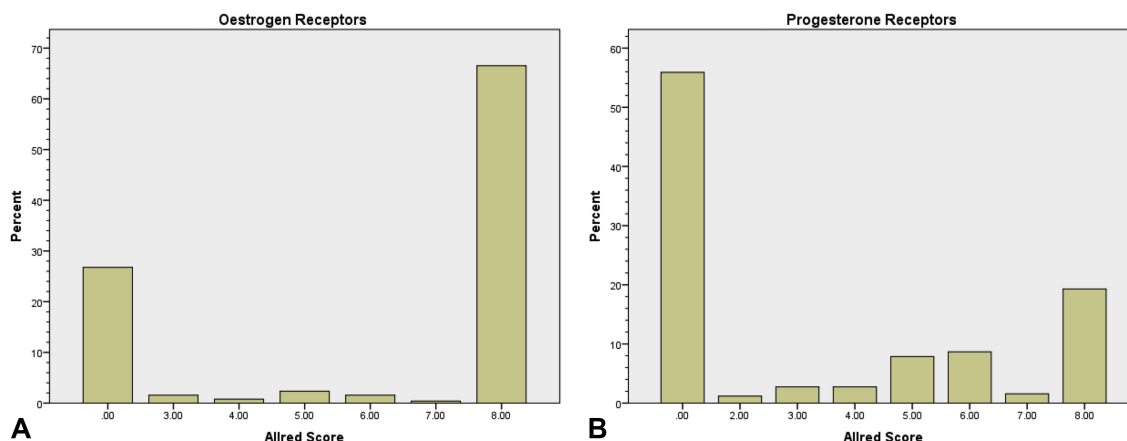 Oestrogen Receptors
70
60
50
40
30
20
10
0
Percent
.00 3.00 4.00 5.00 6.00 7.00 8.00
Allred Score
A
Progesterone Receptors
60
50
40
30
20
10
0
Percent
.00 2.00 3.00 4.00 5.00 6.00 7.00 8.00
Allred Score
B